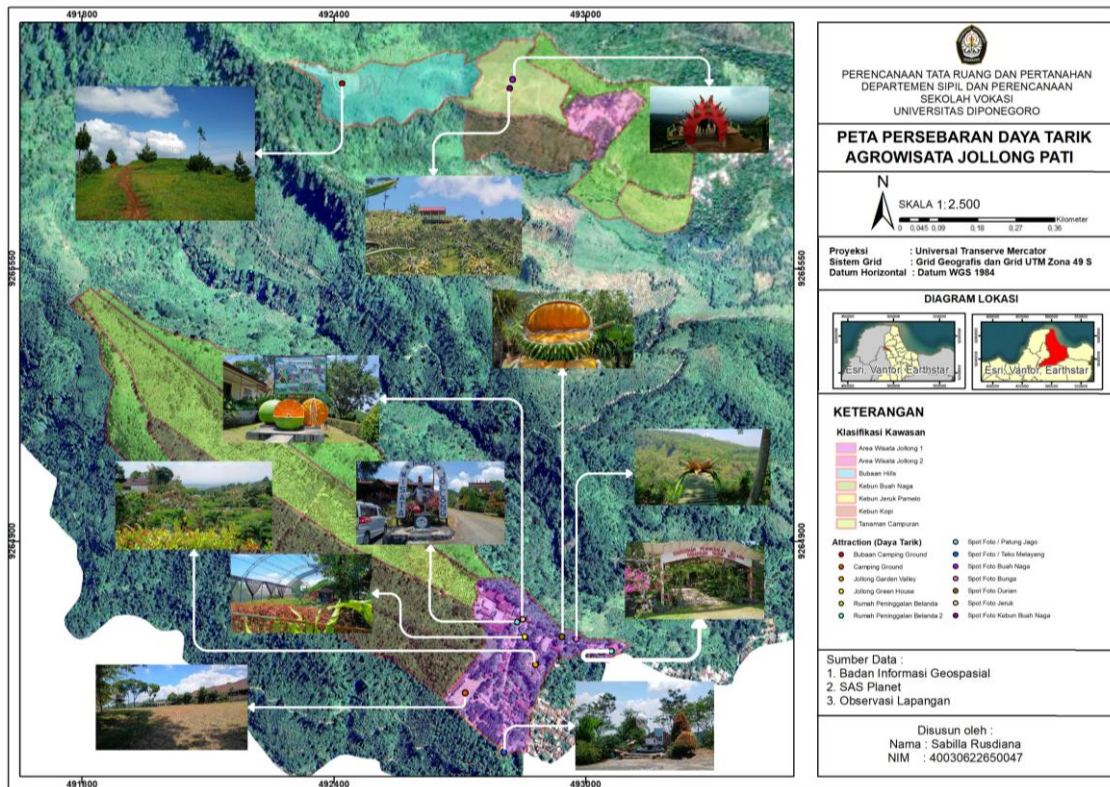 491800 492400 493000
9265550
9264900
491800 492400 493000
9265550
9264900
PERENCANAAN TATA RUANG DAN PERTANAHAN
DEPARTEMEN SIPIL DAN PERENCANAAN
SEKOLAH VOKASI
UNIVERSITAS DIPONEGORO
PETA PERSEBARAN DAYA TARIK
AGROWISATA JOLLONG PATI
N
SKALA 1:2.500
Kilometer
0 0,045 0,09 0,18 0,27 0,36
Proyeksi : Universal Transerve Mercator
Sistem Grid : Grid Geografis dan Grid UTM Zona 49 S
Datum Horizontal : Datum WGS 1984
DIAGRAM LOKASI
Esri, Vantor, Earthstar
Esri, Vantor, Earthstar
KETERANGAN
Klasifikasi Kawasan
Area Wisata Jollong 1
Area Wisata Jollong 2
Bubaan Hills
Kebun Buah Naga
Kebun Jeruk Pamelo
Kebun Kopi
Tanaman Campuran
Attraction (Daya Tarik)
Bubaan Camping Ground
Camping Ground
Jollong Garden Valley
Jollong Green House
Rumah Peninggalan Belanda
Rumah Peninggalan Belanda 2
Spot Foto / Patung Jago
Spot Foto / Teko Melayang
Spot Foto Buah Naga
Spot Foto Bunga
Spot Foto Durian
Spot Foto Jeruk
Spot Foto Kebun Buah Naga
Sumber Data :
1. Badan Informasi Geospasial
2. SAS Planet
3. Observasi Lapangan
Disusun oleh :
Nama : Sabilla Rusdiana
NIM : 40030622650047